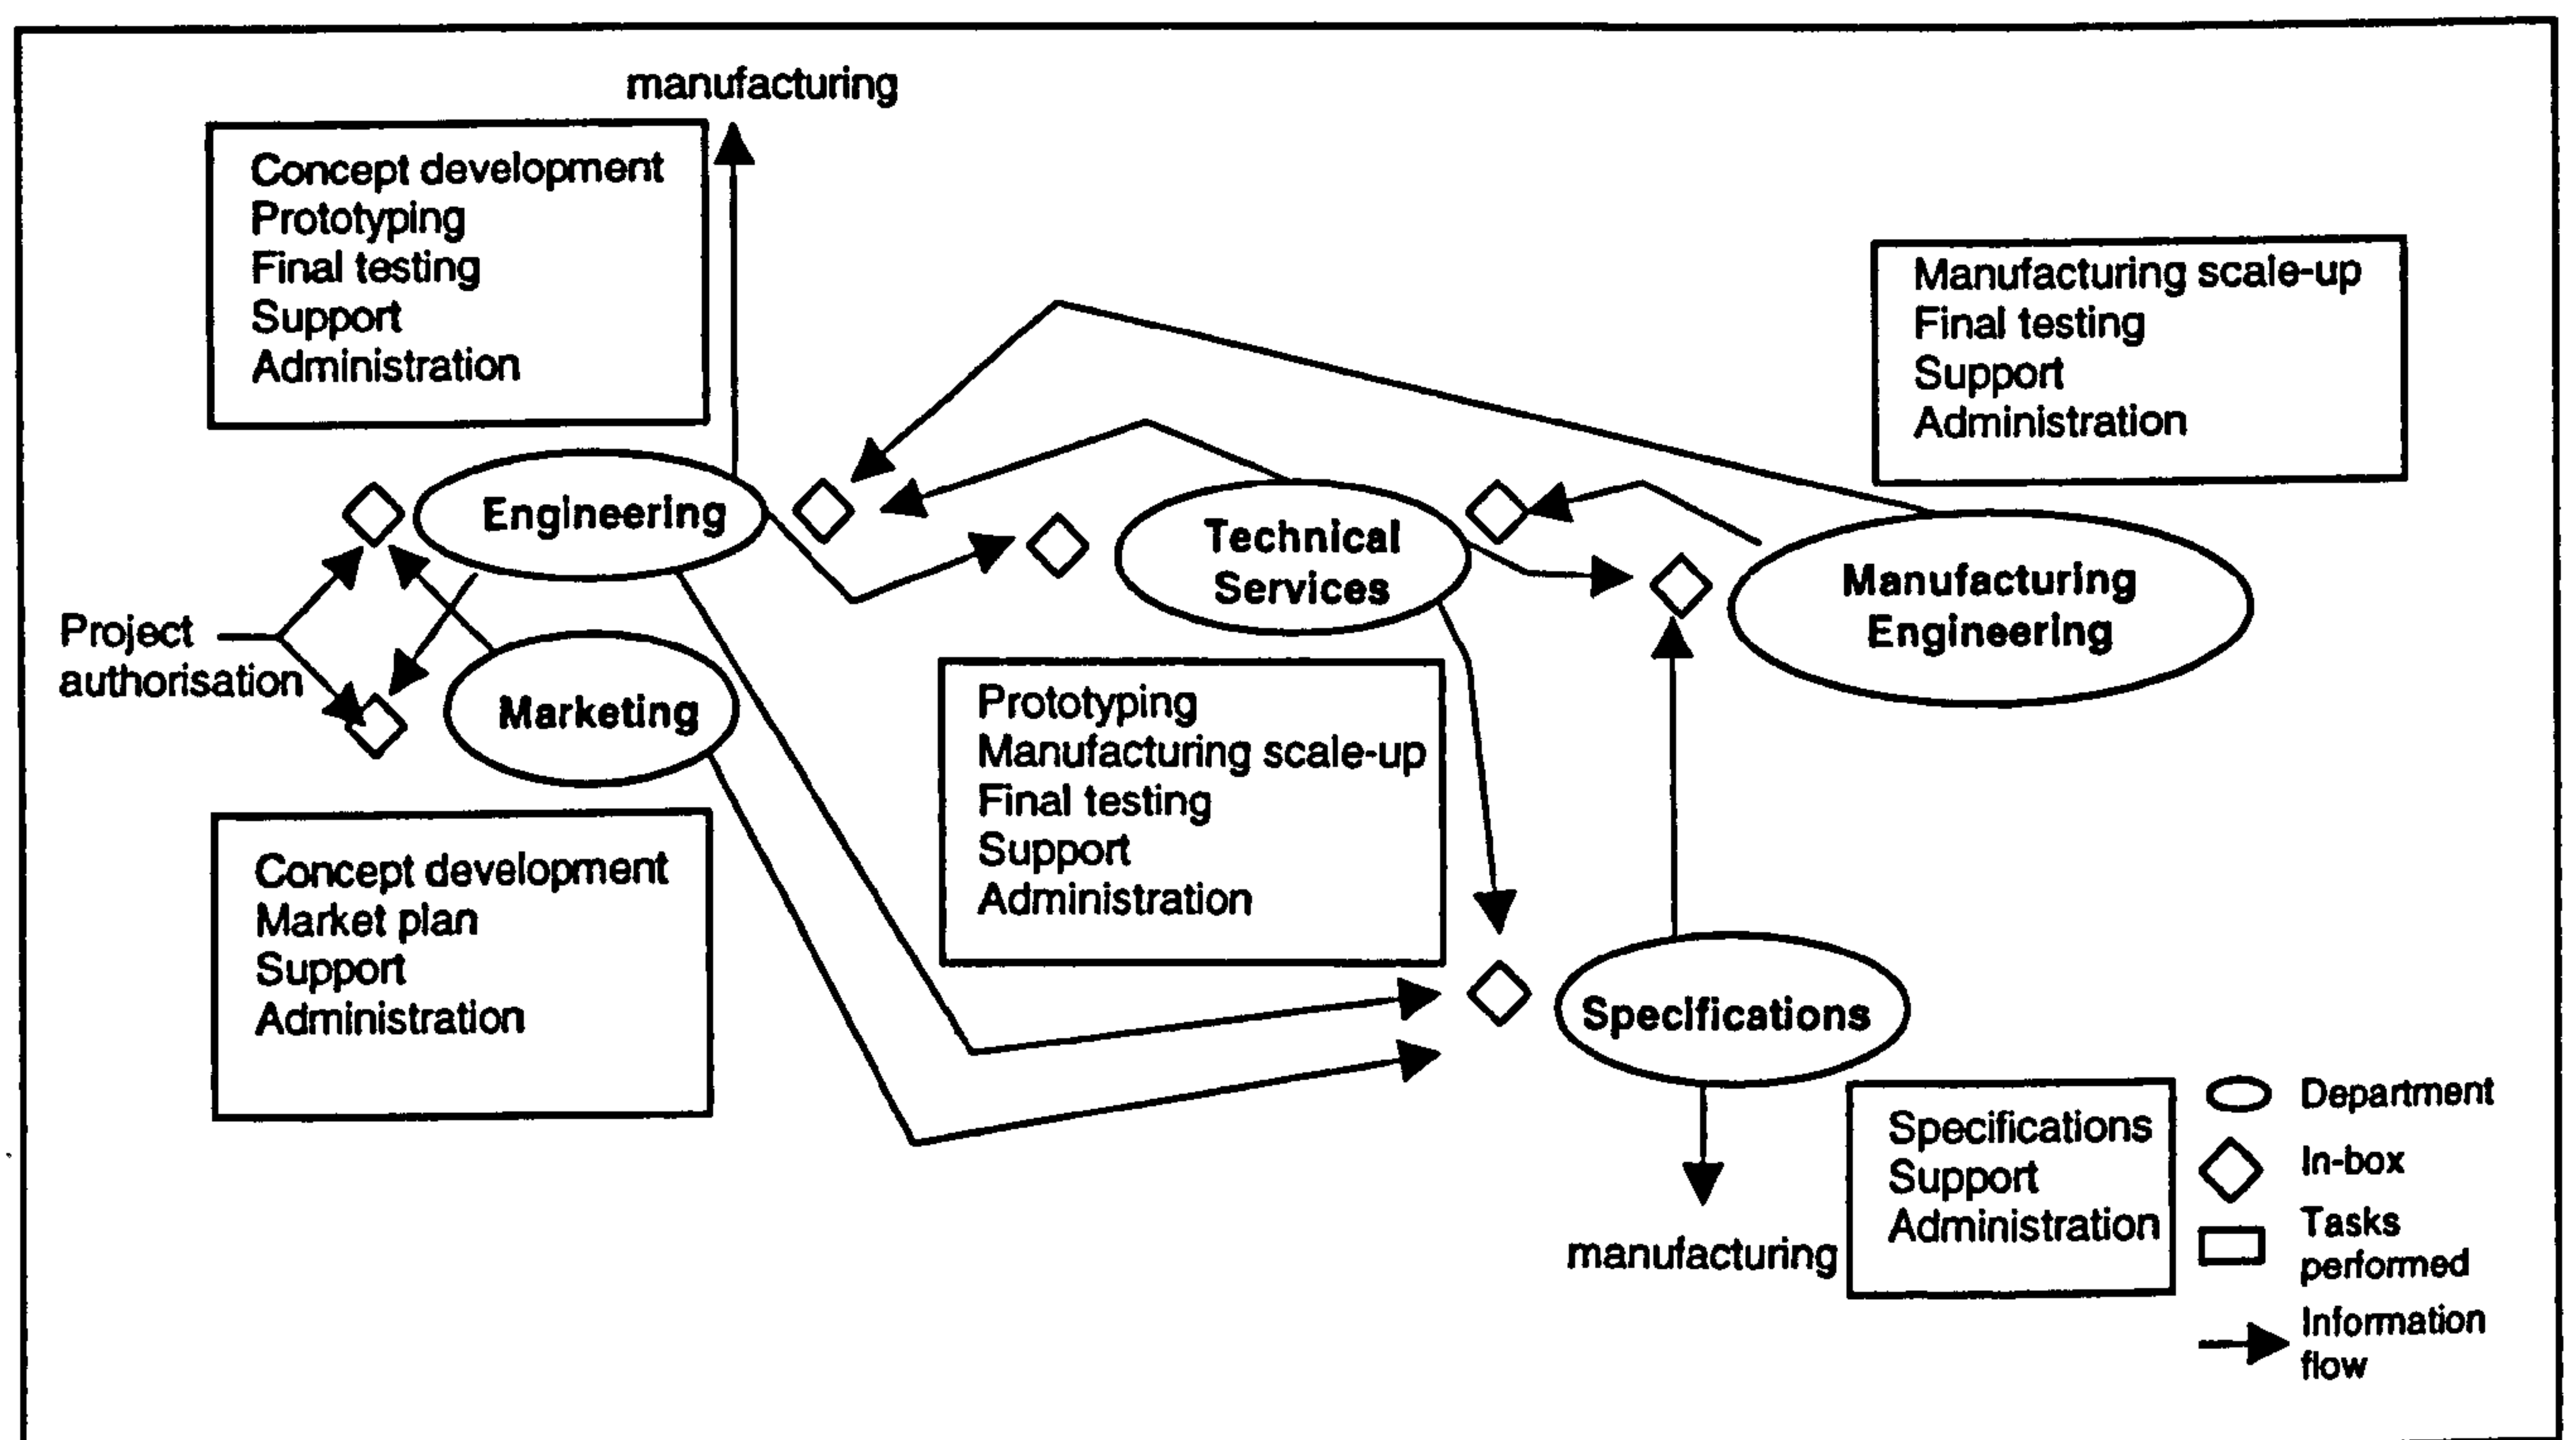 manufacturing
Concept development
Prototyping
Final testing
Support
Administration
Manufacturing scale-up
Final testing
Support
Administration
Engineering
Technical
Services
Manufacturing
Engineering
Project
authorisation
Marketing
Prototyping
Manufacturing scale-up
Final testing
Support
Administration
Concept development
Market plan
Support
Administration
Specifications
manufacturing
Specifications
Support
Administration
Department
In-box
Tasks
performed
Information
flow